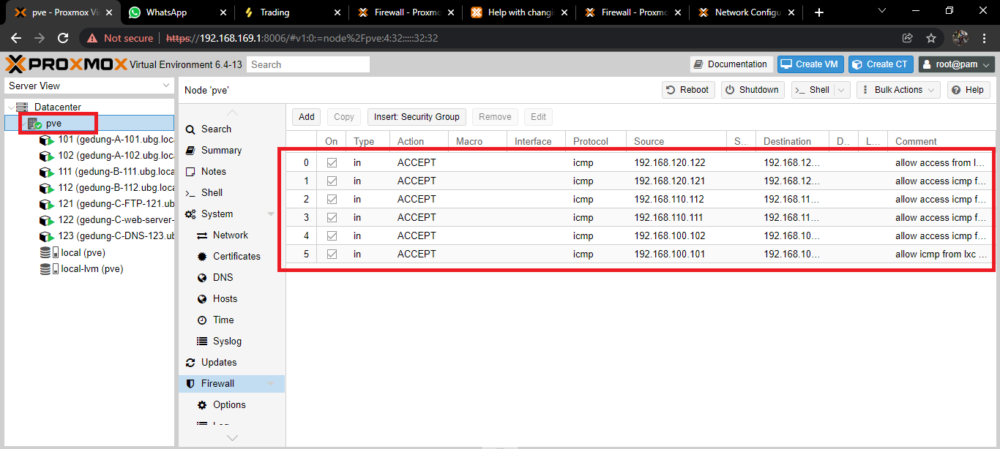 pve - Proxmox Vi
WhatsApp
Trading
Firewall - Proxmo
Help with changi
Firewall - Proxmo
Network Configu
Not secure https://192.168.169.1:8006/#v1:0:=node%2Fpve:4:32:::::32:32
PROXMOX Virtual Environment 6.4-13 Search Documentation Create VM Create CT root@pam
Server View
Datacenter
pve
101 (gedung-A-101.ubg.loca
102 (gedung-A-102.ubg.loca
111 (gedung-B-111.ubg.loca
112 (gedung-B-112.ubg.loca
121 (gedung-C-FTP-121.ub
122 (gedung-C-web-server-
123 (gedung-C-DNS-123.ub
local (pve)
local-lvm (pve)
Node 'pve' Reboot Shutdown >_ Shell Bulk Actions Help
Search
Summary
Notes
>_ Shell
System
Network
Certificates
DNS
Hosts
Time
Syslog
Updates
Firewall
Options
Add Copy Insert: Security Group Remove Edit
On Type Action Macro Interface Protocol Source S... Destination D.. L... Comment
0 in ACCEPT icmp 192.168.120.122 192.168.12... allow access from l...
1 in ACCEPT icmp 192.168.120.121 192.168.12... allow access icmp f...
2 in ACCEPT icmp 192.168.110.112 192.168.11... allow access icmp f...
3 in ACCEPT icmp 192.168.110.111 192.168.11... allow access icmp f...
4 in ACCEPT icmp 192.168.100.102 192.168.10... allow access icmp f...
5 in ACCEPT icmp 192.168.100.101 192.168.10... allow icmp from lxc ...